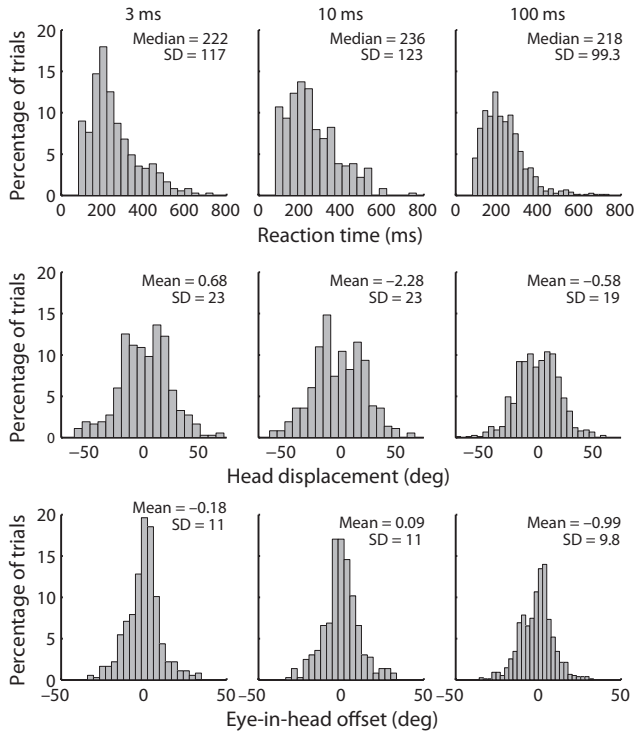 3 ms
10 ms
100 ms
Percentage of trials
20
15
10
5
0
Median = 222
SD = 117
Median = 236
SD = 123
Median = 218
SD = 99.3
0 200 400 600 800
0 200 400 600 800
0 200 400 600 800
Reaction time (ms)
Percentage of trials
20
15
10
5
0
Mean = 0.68
SD = 23
Mean = –2.28
SD = 23
Mean = –0.58
SD = 19
–50 0 50
–50 0 50
–50 0 50
Head displacement (deg)
Percentage of trials
20
15
10
5
0
Mean = –0.18
SD = 11
Mean = 0.09
SD = 11
Mean = –0.99
SD = 9.8
–50 0 50
–50 0 50
–50 0 50
Eye-in-head offset (deg)